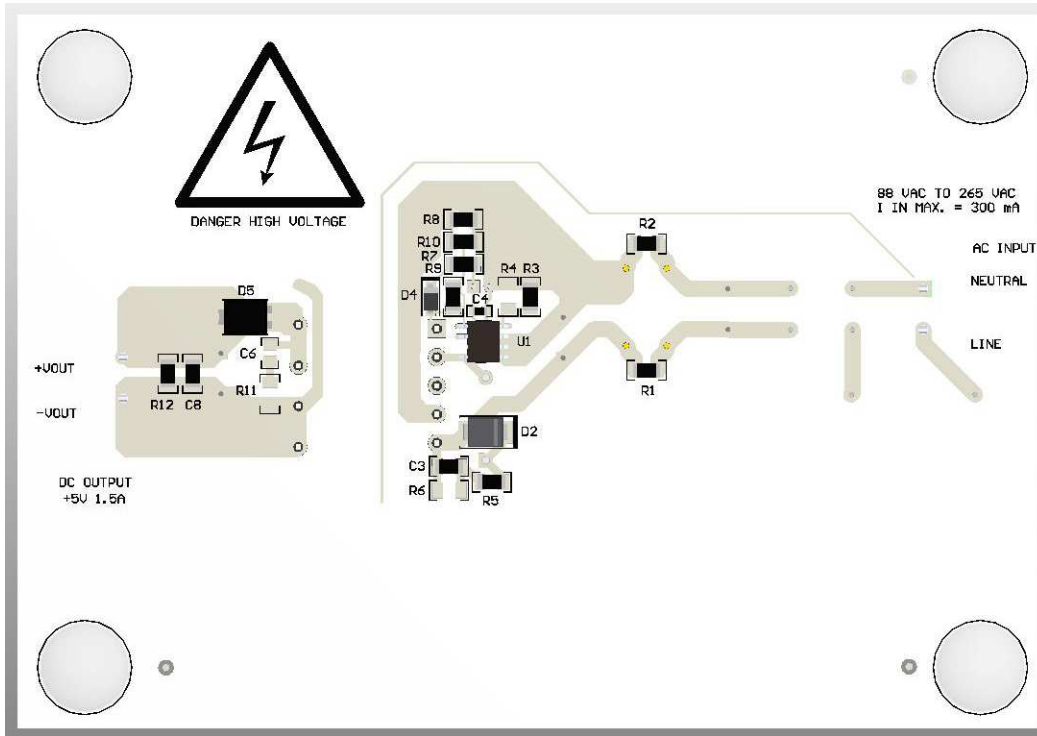 DANGER HIGH VOLTAGE
88 VAC TO 265 VAC
I IN MAX. = 300 mA
AC INPUT
NEUTRAL
LINE
R8
R10
R7
R9
D4
R4
R3
C4
U1
R2
R1
D2
C3
R6
R5
D5
C6
R11
R12
C8
+VOUT
-VOUT
DC OUTPUT
+5V 1.5A